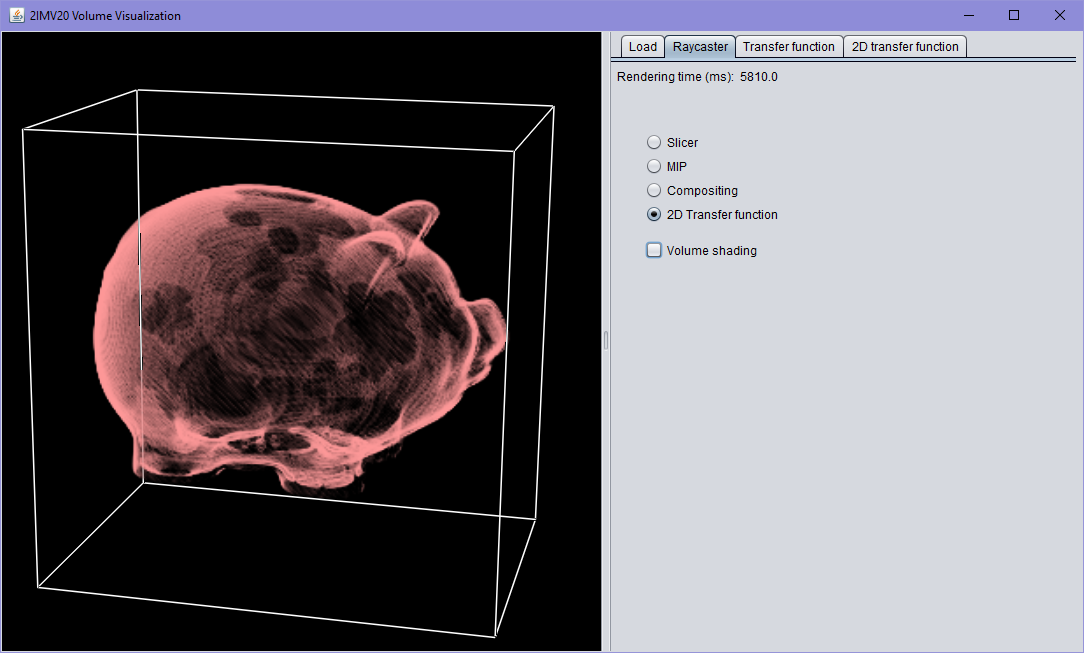 2IMV20 Volume Visualization
Load Raycaster Transfer function 2D transfer function
Rendering time (ms): 5810.0
Slicer
MIP
Compositing
2D Transfer function
Volume shading